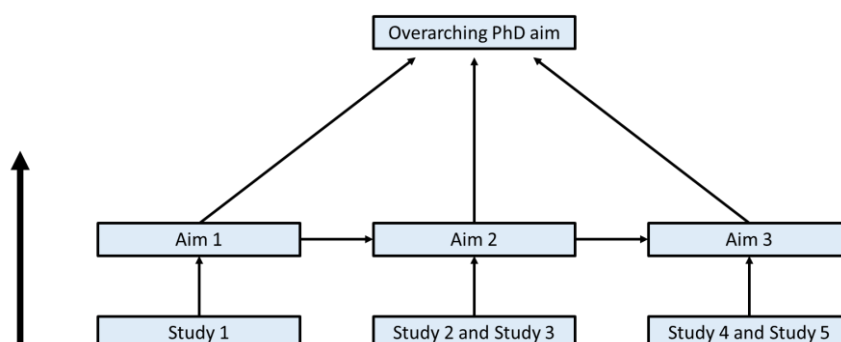 Overarching PhD aim
Aim 1
Aim 2
Aim 3
Study 1
Study 2 and Study 3
Study 4 and Study 5